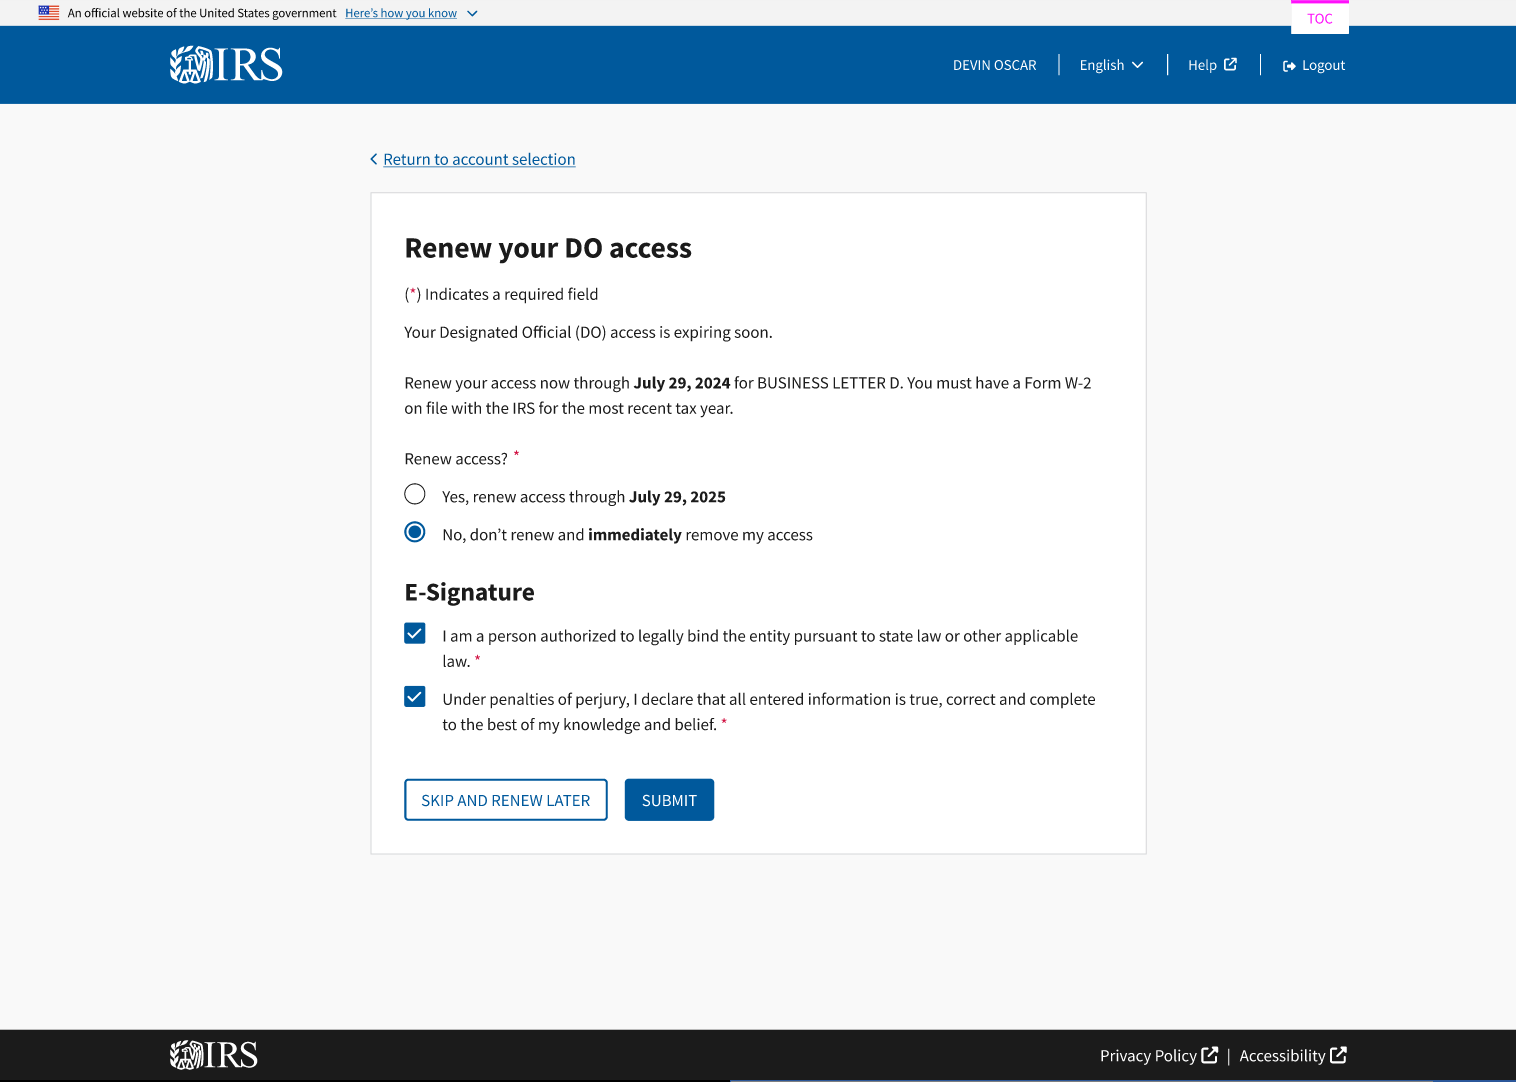 An official website of the United States government Here's how you know
TOC
IRS
DEVIN OSCAR
English
Help
Logout
Return to account selection
Renew your DO access
(*) Indicates a required field
Your Designated Official (DO) access is expiring soon.
Renew your access now through July 29, 2024 for BUSINESS LETTER D. You must have a Form W-2
on file with the IRS for the most recent tax year.
Renew access? *
Yes, renew access through July 29, 2025
No, don’t renew and immediately remove my access
E-Signature
I am a person authorized to legally bind the entity pursuant to state law or other applicable
law. *
Under penalties of perjury, I declare that all entered information is true, correct and complete
to the best of my knowledge and belief. *
SKIP AND RENEW LATER
SUBMIT
IRS
Privacy Policy | Accessibility